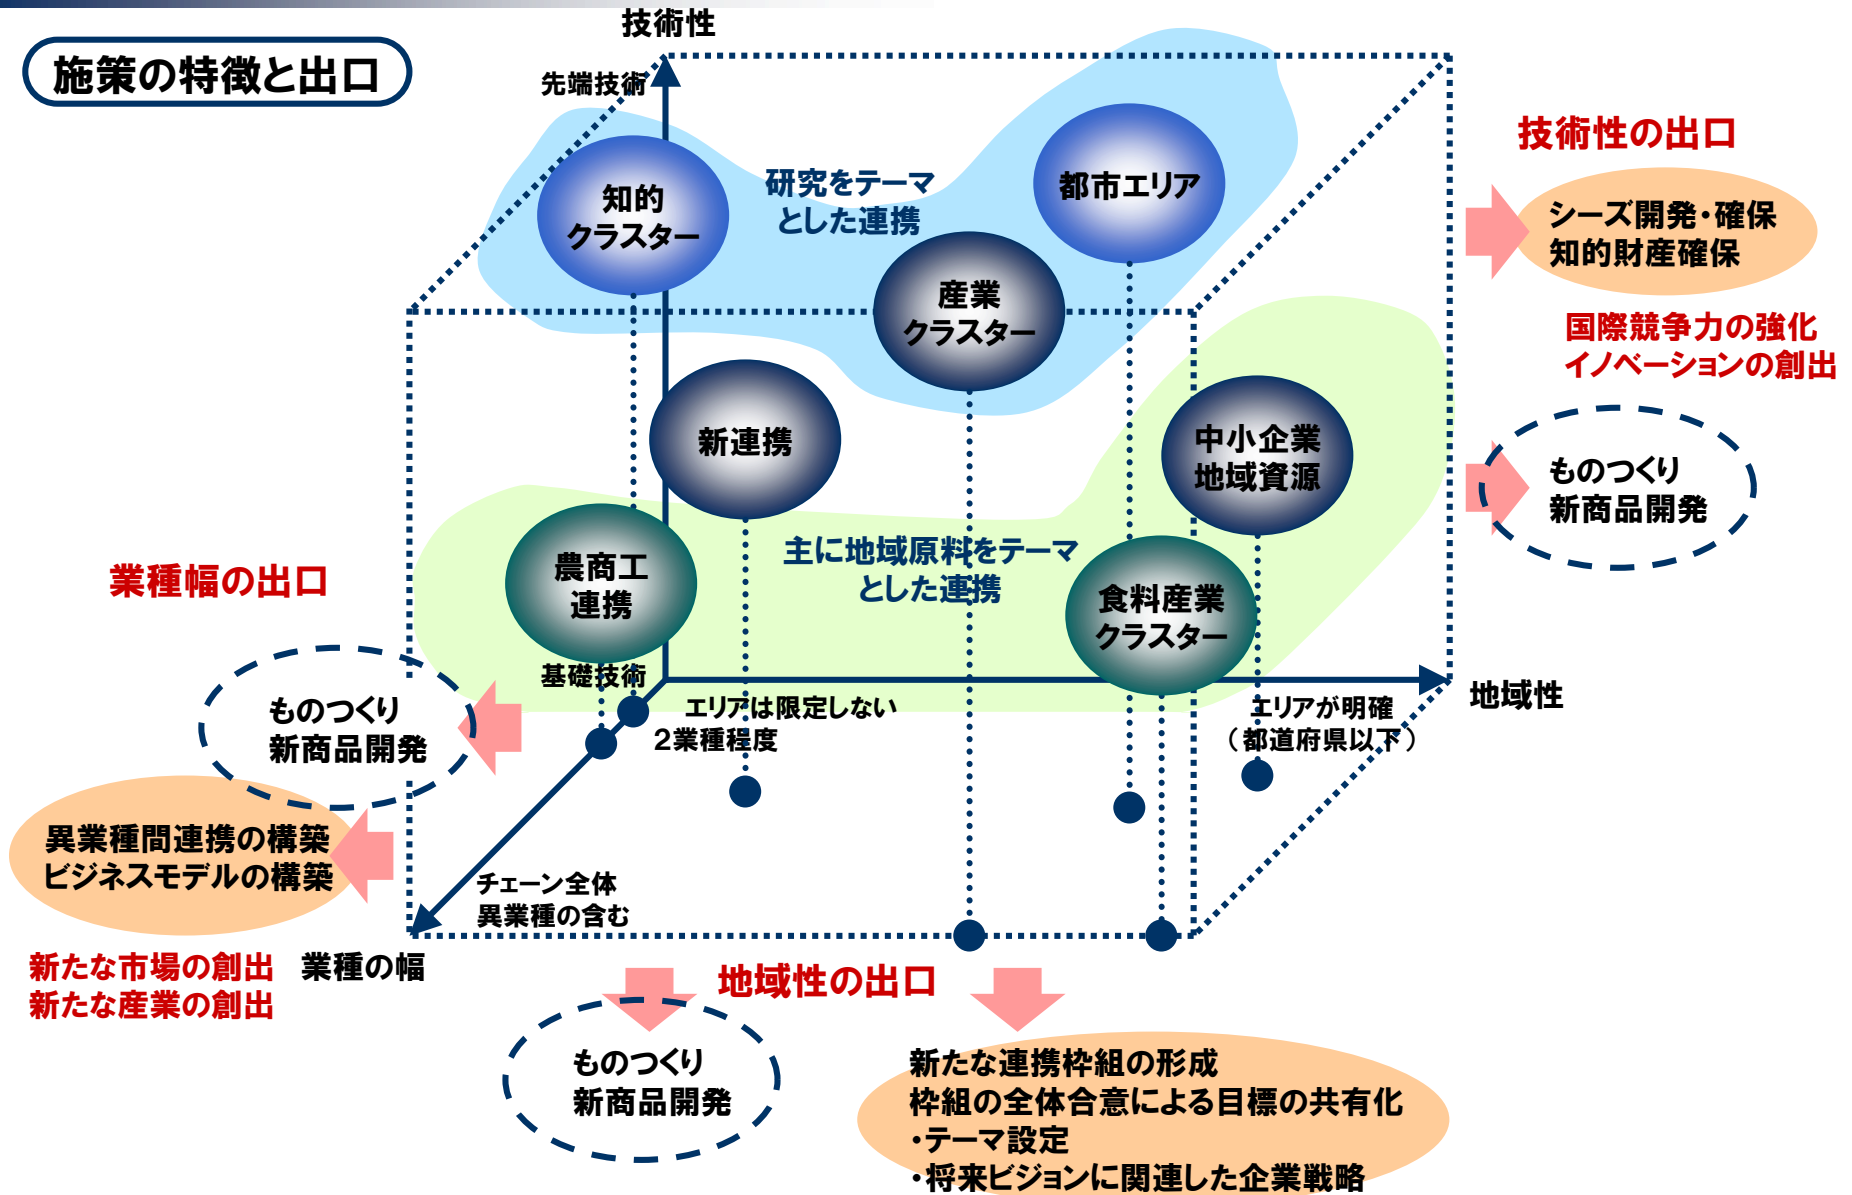 施策の特徴と出口
技術性
先端技術
知的
クラスター
研究をテーマ
とした連携
都市エリア
産業
クラスター
新連携
中小企業
地域資源
農商工
連携
主に地域原料をテーマ
とした連携
食料産業
クラスター
基礎技術
エリアは限定しない
2業種程度
エリアが明確
(都道府県以下)
地域性
チェーン全体
異業種の含む
業種の幅
技術性の出口
シーズ開発・確保
知的財産確保
国際競争力の強化
イノベーションの創出
ものつくり
新商品開発
業種幅の出口
ものつくり
新商品開発
異業種間連携の構築
ビジネスモデルの構築
新たな市場の創出
新たな産業の創出
地域性の出口
ものつくり
新商品開発
新たな連携枠組の形成
枠組の全体合意による目標の共有化
・テーマ設定
・将来ビジョンに関連した企業戦略